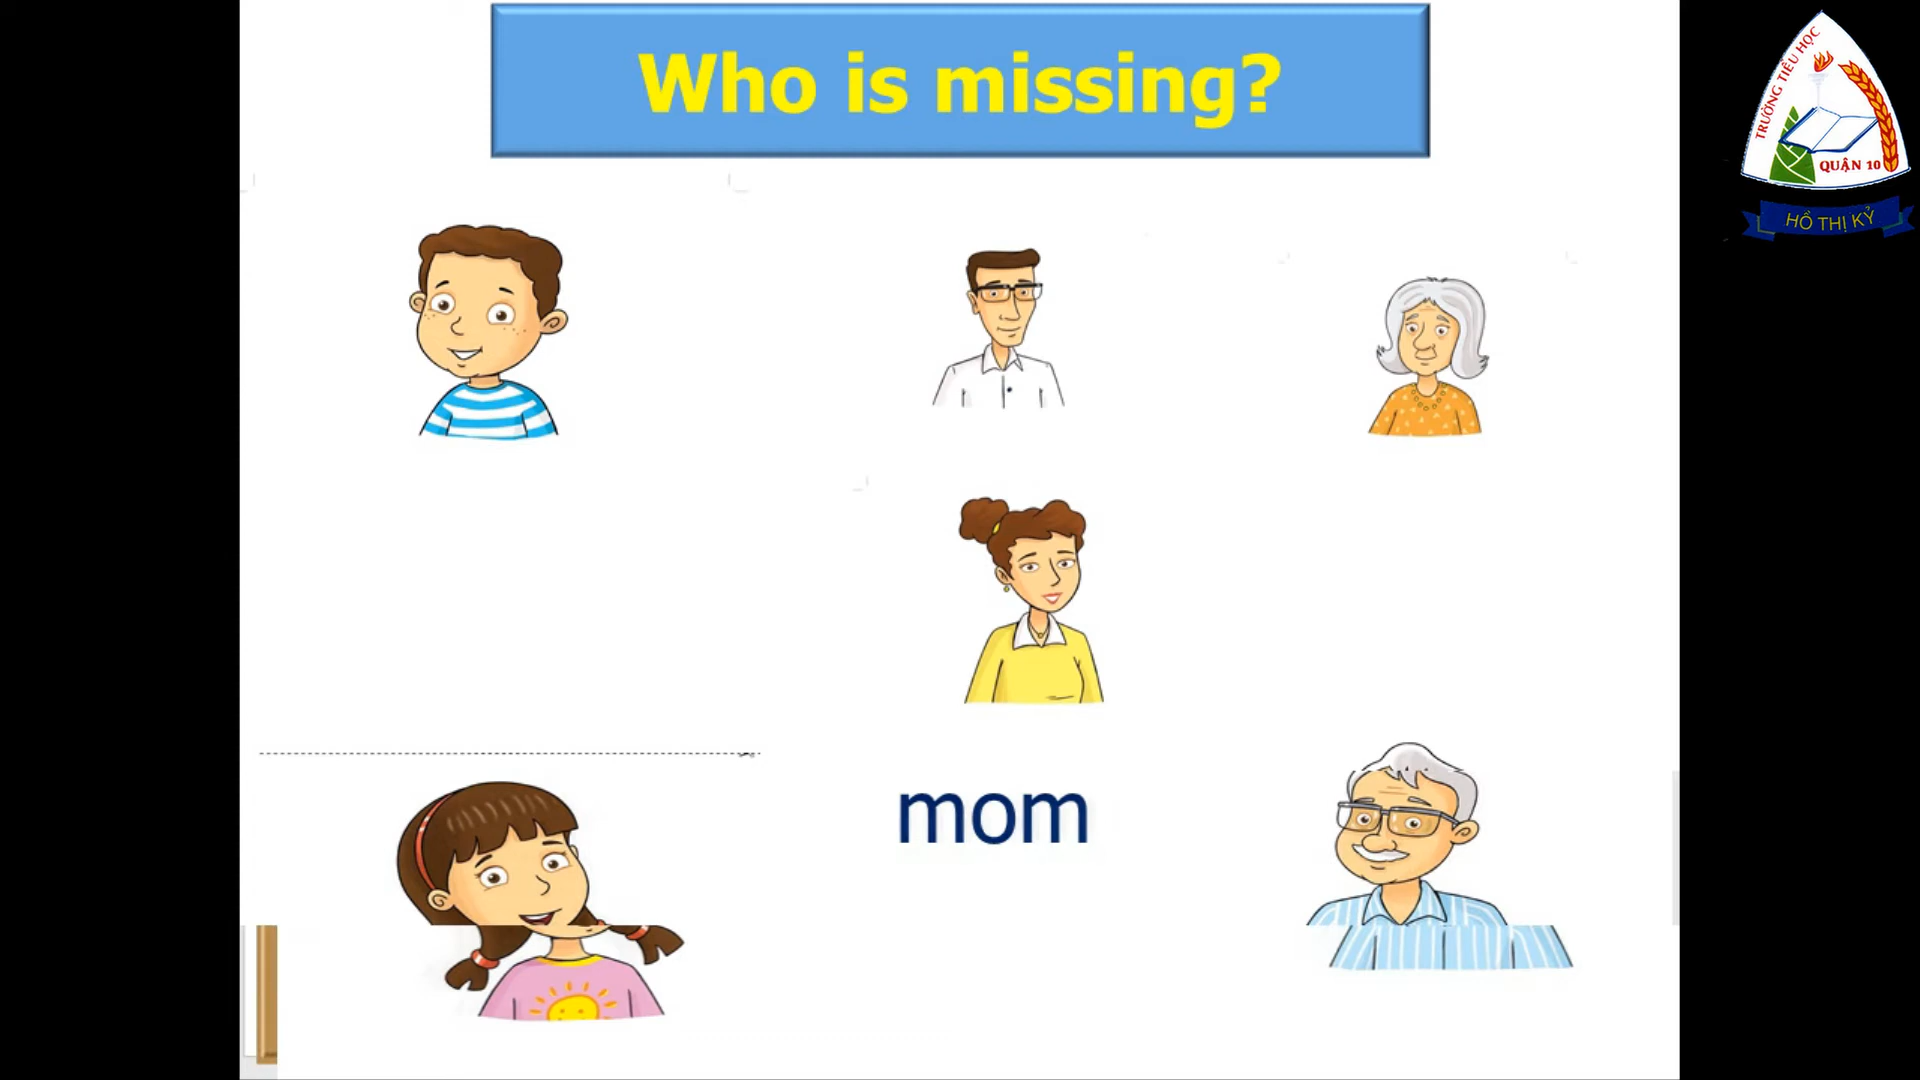 Who is missing?
TRƯỜNG TIỂU HỌC
QUẬN 10
HỒ THỊ KỶ
mom